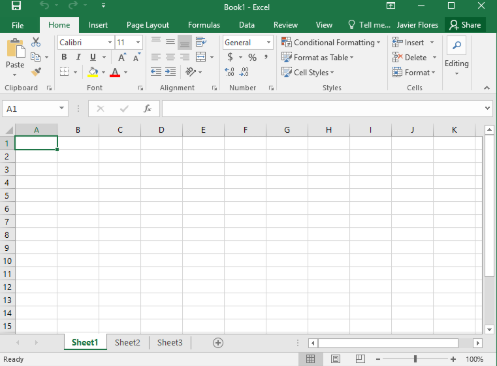 Book1 - Excel
File Home Insert Page Layout Formulas Data Review View Tell me... Javier Flores Share
Paste
Calibri 11
B I U
A A
General
$ % ,
Conditional Formatting
Format as Table
Cell Styles
Insert
Delete
Format
Editing
Clipboard Font Alignment Number Styles Cells
A1 fx
A B C D E F G H I J K
1
2
3
4
5
6
7
8
9
10
11
12
13
14
15
Sheet1 Sheet2 Sheet3
Ready 100%